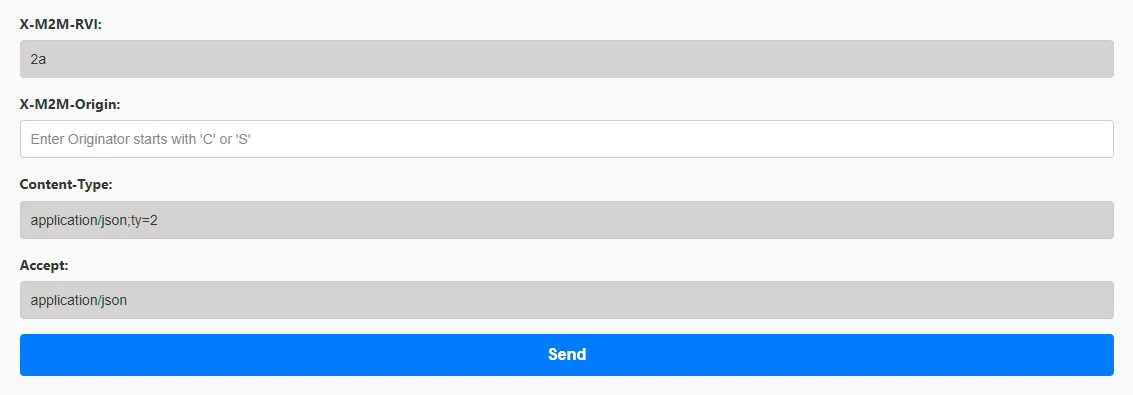 X-M2M-RVI:
2a
X-M2M-Origin:
Enter Originator starts with 'C' or 'S'
Content-Type:
application/json;ty=2
Accept:
application/json
Send